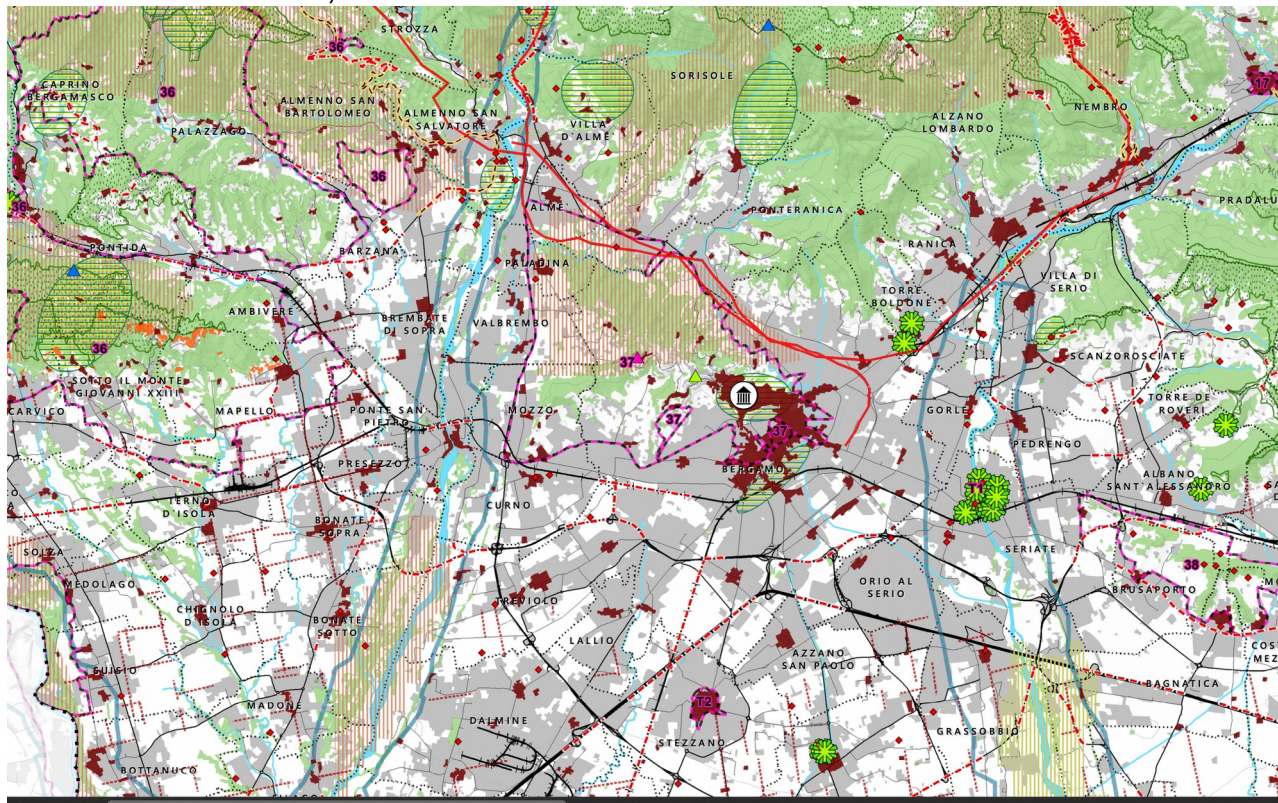 STROZZA
36
SORISOLE
17
CAPRINO
BERGAMASCO
36
ALMENNO SAN
BARTOLOMEO
ALMENNO SAN
SALVATORE
NEMBRO
PALAZZAGO
VILLA
D'ALMÈ
ALZANO
LOMBARDO
36
36
ALMÈ
PONTERANICA
PRADALU
PONTIDA
BARZANA
RANICA
PALADINA
VILLA DI
SERIO
TORRE
BOLDONE
AMBIVERE
BREMBATE
DI SOPRA
VALBREMBO
36
37
SCANZOROSCIATE
SOTTO IL MONTE
GIOVANNI XXIII
TORRE DE
ROVERI
CARVICO
MAPELLO
PONTE SAN
PIETRO
MOZZO
37
37
GORLE
PEDRENGO
PRESEZZO
BERGAMO
ALBANO
SANT'ALESSANDRO
TERNO
D'ISOLA
CURNO
BONATE
SOPRA
SERIATE
SOLZA
38
MEDOLAGO
ORIO AL
SERIO
BRUSAPORTO
TREVIOLO
CHIGNOLO
D'ISOLA
BONATE
SOTTO
LALLIO
AZZANO
SAN PAOLO
COS
MEZ
SUISIO
BAGNATICA
T2
MADONE
DALMINE
STEZZANO
GRASSOBBIO
BOTTANUCO